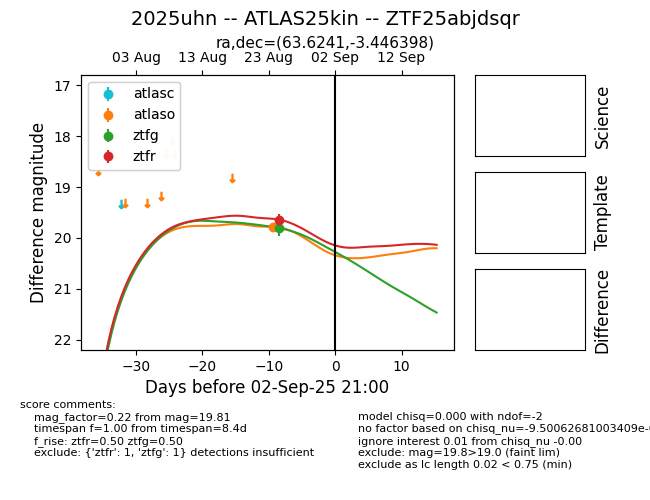 2025uhn -- ATLAS25kin -- ZTF25abjdsqr
ra,dec=(63.6241,-3.446398)
03 Aug 13 Aug 23 Aug 02 Sep 12 Sep
atlasc
atlaso
ztfg
ztfr
17
18
19
20
21
22
Difference magnitude
−30 −20 −10 0 10
Days before 02-Sep-25 21:00
Science
Template
Difference
score comments:
mag_factor=0.22 from mag=19.81
timespan f=1.00 from timespan=8.4d
f_rise: ztfr=0.50 ztfg=0.50
exclude: {'ztfr': 1, 'ztfg': 1} detections insufficient
model chisq=0.000 with ndof=-2
no factor based on chisq_nu=-9.50062681003409e-
ignore interest 0.01 from chisq_nu -0.00
exclude: mag=19.8>19.0 (faint lim)
exclude as lc length 0.02 < 0.75 (min)